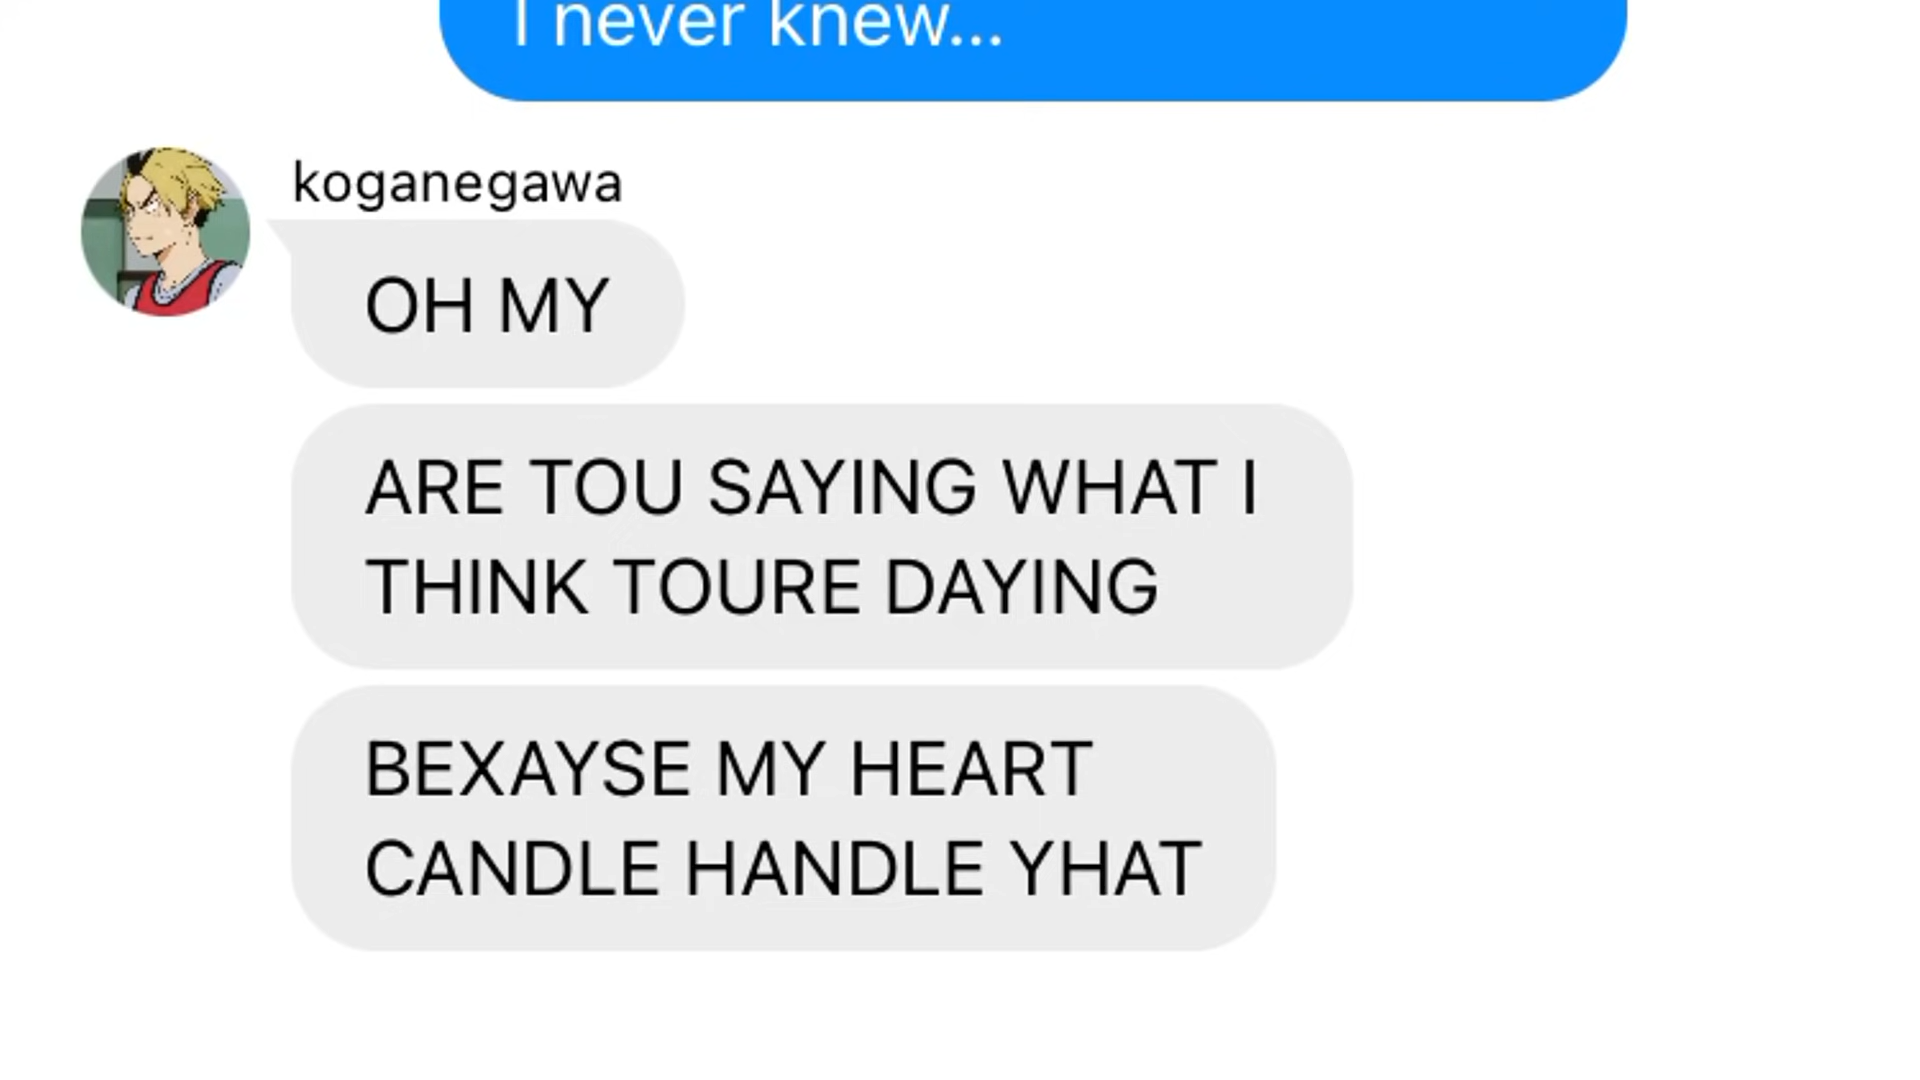 I never knew...
koganegawa
OH MY
ARE TOU SAYING WHAT I
THINK TOURE DAYING
BEXAYSE MY HEART
CANDLE HANDLE YHAT